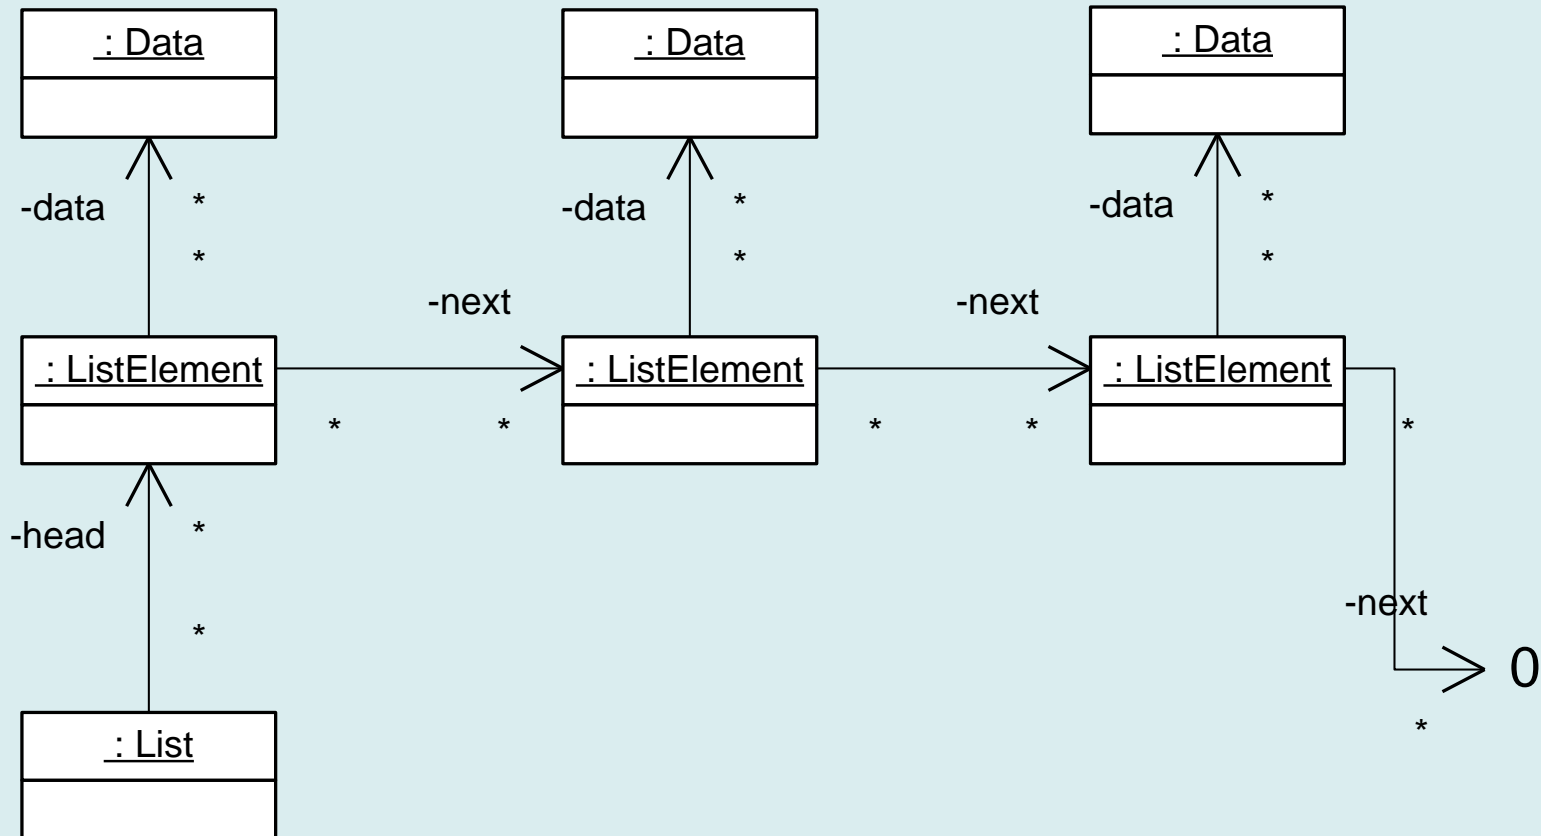 : Data
: Data
: Data
-data
*
-data
*
-data
*
*
*
*
-next
-next
: ListElement
: ListElement
: ListElement
*
*
*
*
*
-head
*
-next
*
0
*
: List